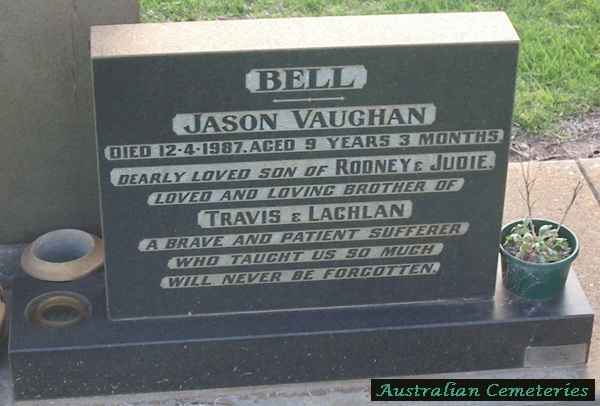 BELL
JASON VAUGHAN
DIED 12·4·1987. AGED 9 YEARS 3 MONTHS
DEARLY LOVED SON OF RODNEY & JUDIE.
LOVED AND LOVING BROTHER OF
TRAVIS & LACHLAN
A BRAVE AND PATIENT SUFFERER
WHO TAUGHT US SO MUCH
WILL NEVER BE FORGOTTEN.
Australian Cemeteries